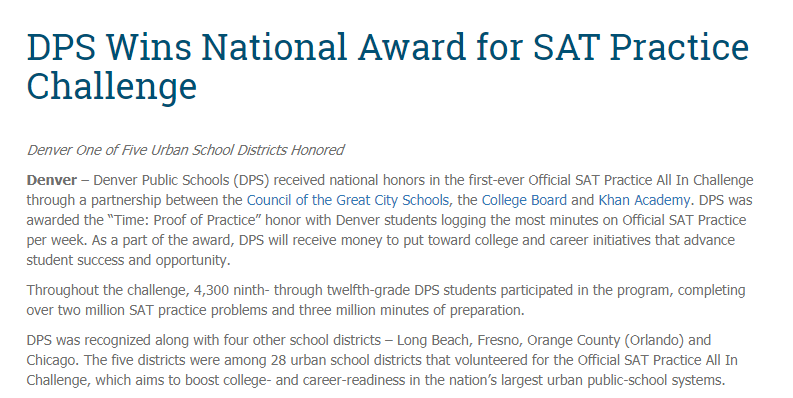 DPS Wins National Award for SAT Practice
Challenge
Denver One of Five Urban School Districts Honored
Denver – Denver Public Schools (DPS) received national honors in the first-ever Official SAT Practice All In Challenge
through a partnership between the Council of the Great City Schools, the College Board and Khan Academy. DPS was
awarded the “Time: Proof of Practice” honor with Denver students logging the most minutes on Official SAT Practice
per week. As a part of the award, DPS will receive money to put toward college and career initiatives that advance
student success and opportunity.
Throughout the challenge, 4,300 ninth- through twelfth-grade DPS students participated in the program, completing
over two million SAT practice problems and three million minutes of preparation.
DPS was recognized along with four other school districts – Long Beach, Fresno, Orange County (Orlando) and
Chicago. The five districts were among 28 urban school districts that volunteered for the Official SAT Practice All In
Challenge, which aims to boost college- and career-readiness in the nation’s largest urban public-school systems.